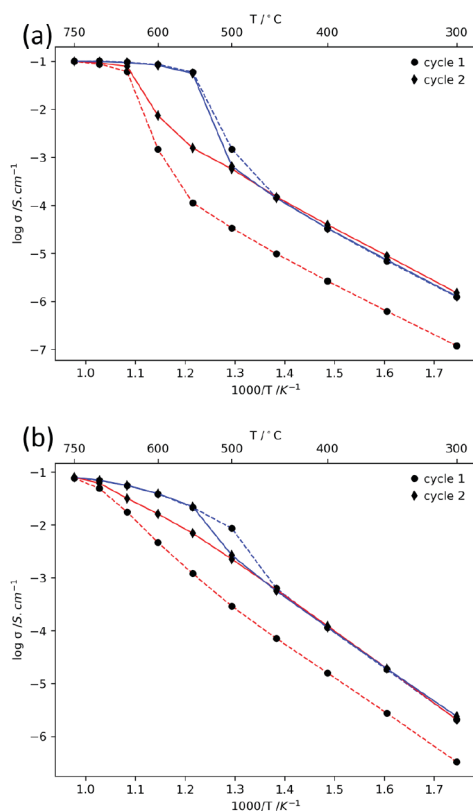 (a)
T / °C
750 600 500 400 300
cycle 1
cycle 2
−1
−2
−3
−4
−5
−6
−7
log σ /S. cm⁻¹
1.0 1.1 1.2 1.3 1.4 1.5 1.6 1.7
1000/T /K⁻¹
(b)
T / °C
750 600 500 400 300
cycle 1
cycle 2
−1
−2
−3
−4
−5
−6
log σ /S. cm⁻¹
1.0 1.1 1.2 1.3 1.4 1.5 1.6 1.7
1000/T /K⁻¹